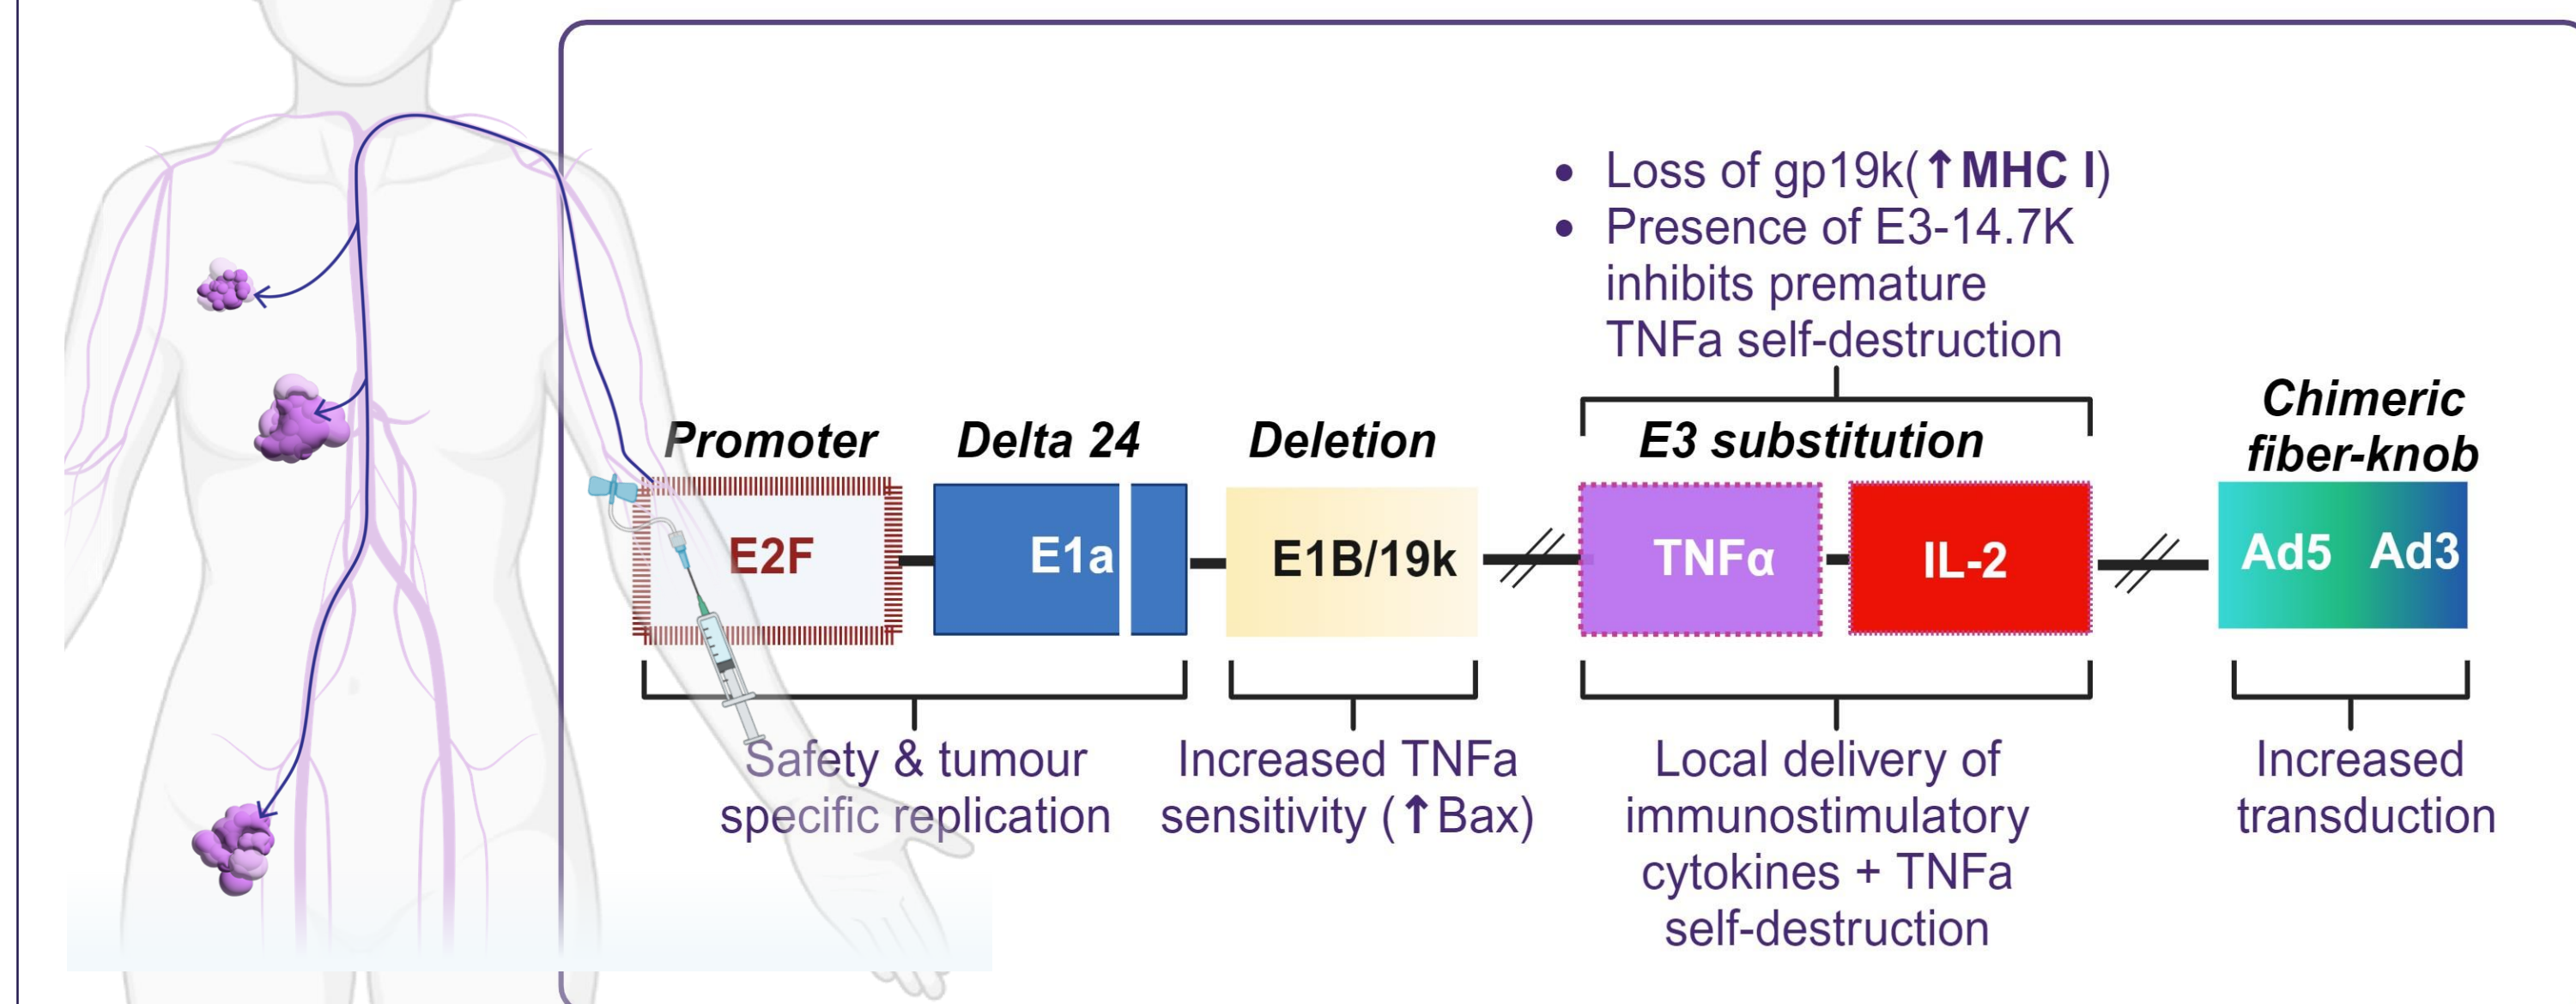 • Loss of gp19k(↑MHC I)
• Presence of E3-14.7K
inhibits premature
TNFa self-destruction
Promoter
Delta 24
Deletion
E3 substitution
Chimeric
fiber-knob
E2F
E1a
E1B/19k
TNFα
IL-2
Ad5 Ad3
Safety & tumour
specific replication
Increased TNFa
sensitivity (↑Bax)
Local delivery of
immunostimulatory
cytokines + TNFa
self-destruction
Increased
transduction